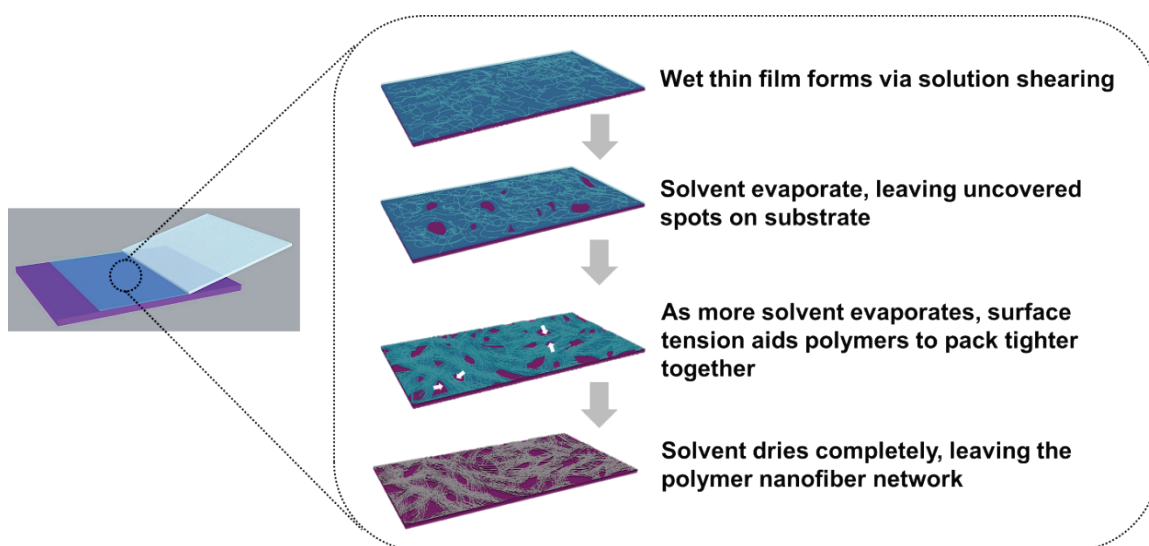 Wet thin film forms via solution shearing
Solvent evaporate, leaving uncovered
spots on substrate
As more solvent evaporates, surface
tension aids polymers to pack tighter
together
Solvent dries completely, leaving the
polymer nanofiber network